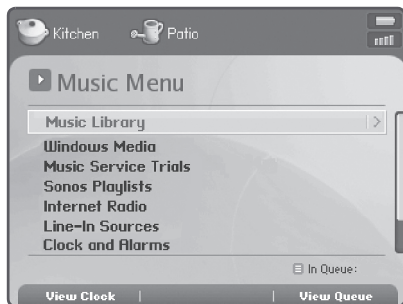 Kitchen Patio
Music Menu
Music Library
Windows Media
Music Service Trials
Sonos Playlists
Internet Radio
Line-In Sources
Clock and Alarms
In Queue:
View Clock View Queue